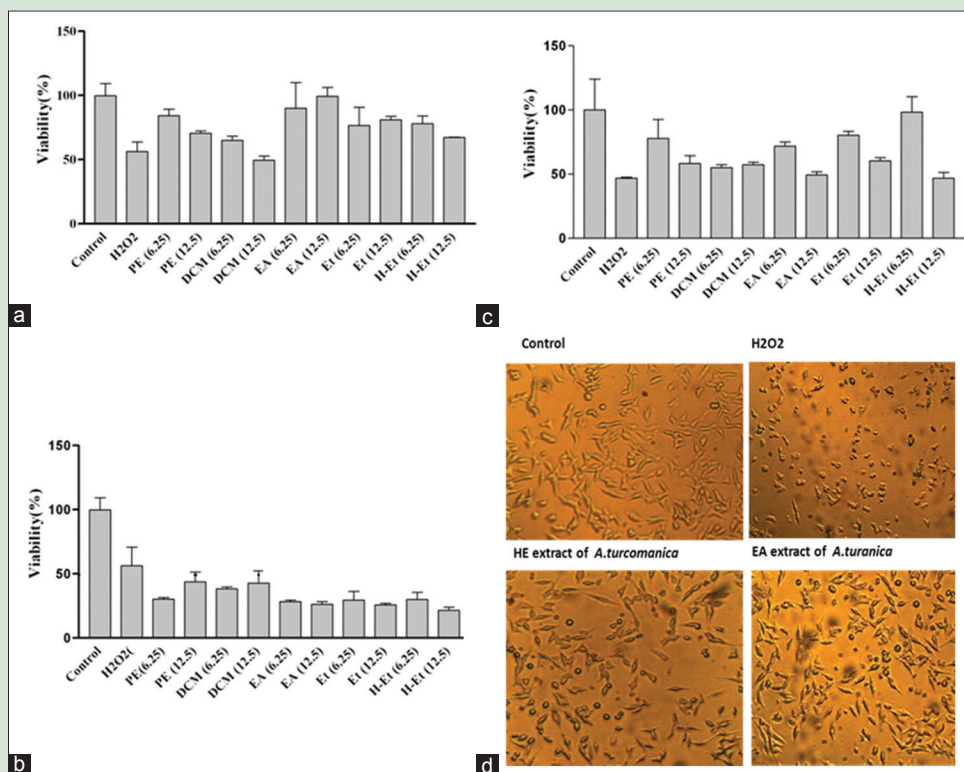 150
100
50
0
Viability(%)
Control
H2O2
PE (6.25)
PE (12.5)
DCM (6.25)
DCM (12.5)
EA (6.25)
EA (12.5)
Et (6.25)
Et (12.5)
H-Et (6.25)
H-Et (12.5)
a
150
100
50
0
Viability(%)
Control
H2O2
PE (6.25)
PE (12.5)
DCM (6.25)
DCM (12.5)
EA (6.25)
EA (12.5)
Et (6.25)
Et (12.5)
H-Et (6.25)
H-Et (12.5)
c
150
100
50
0
Viability(%)
Control
H2O2(
PE(6.25)
PE (12.5)
DCM (6.25)
DCM (12.5)
EA (6.25)
EA (12.5)
Et (6.25)
Et (12.5)
H-Et (6.25)
H-Et (12.5)
b
Control
H2O2
HE extract of A.turcomanica
EA extract of A.turanica
d